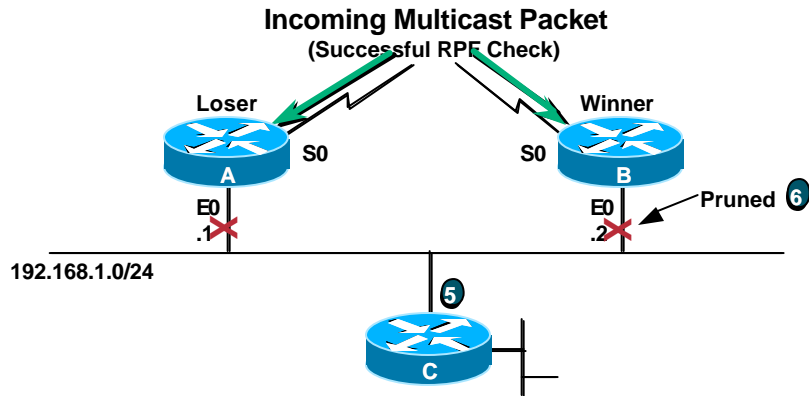 Incoming Multicast Packet
(Successful RPF Check)
Loser
Winner
S0
S0
A
B
E0
.1
E0
.2
Pruned 6
192.168.1.0/24
5
C